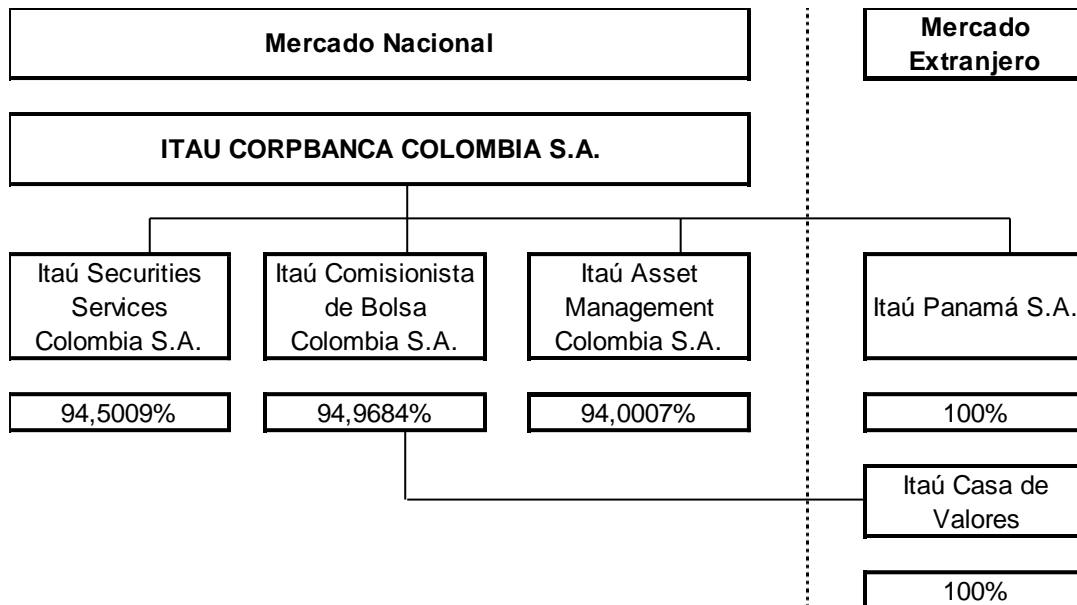 Mercado Nacional
Mercado
Extranjero
ITAU CORPBANCA COLOMBIA S.A.
Itaú Securities
Services
Colombia S.A.
Itaú Comisionista
de Bolsa
Colombia S.A.
Itaú Asset
Management
Colombia S.A.
Itaú Panamá S.A.
94,5009%
94,9684%
94,0007%
100%
Itaú Casa de
Valores
100%